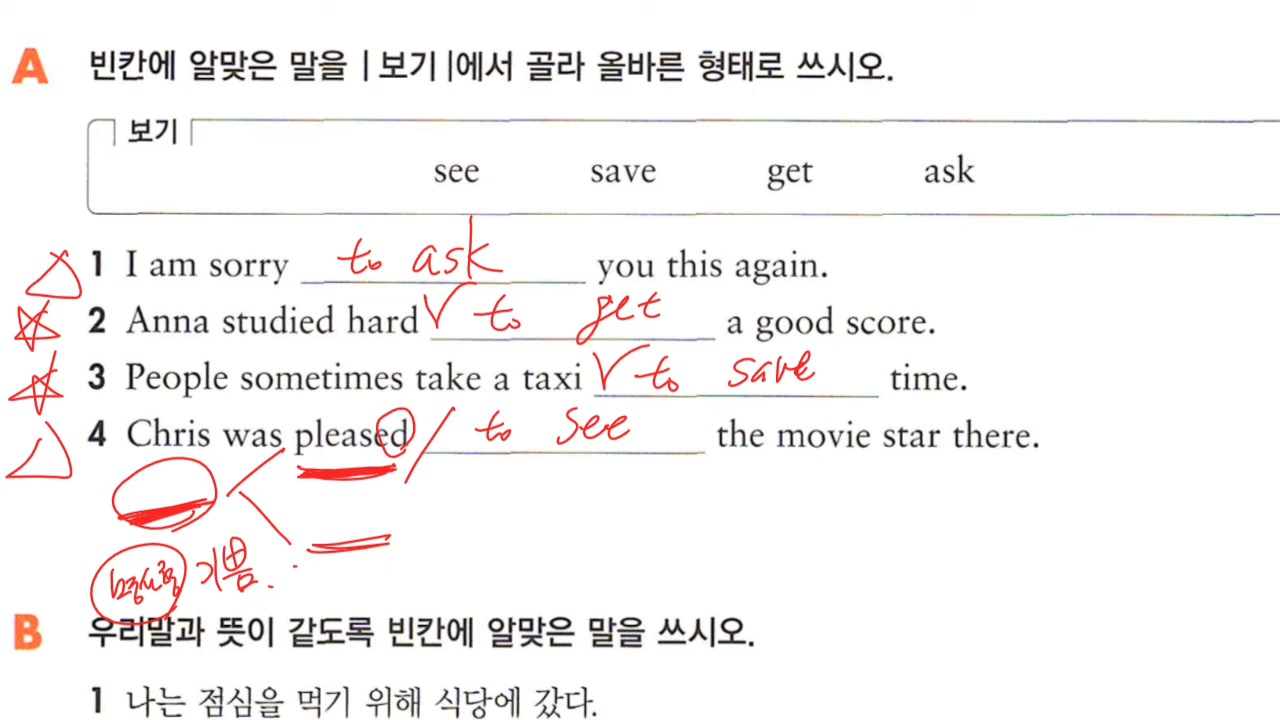 A 빈칸에 알맞은 말을 | 보기 |에서 골라 올바른 형태로 쓰시오.
보기
see save get ask
1 I am sorry to ask you this again.
2 Anna studied hard to get a good score.
3 People sometimes take a taxi to save time.
4 Chris was pleased / to see the movie star there.
기쁨.
B 우리말과 뜻이 같도록 빈칸에 알맞은 말을 쓰시오.
1 나는 점심을 먹기 위해 식당에 갔다.